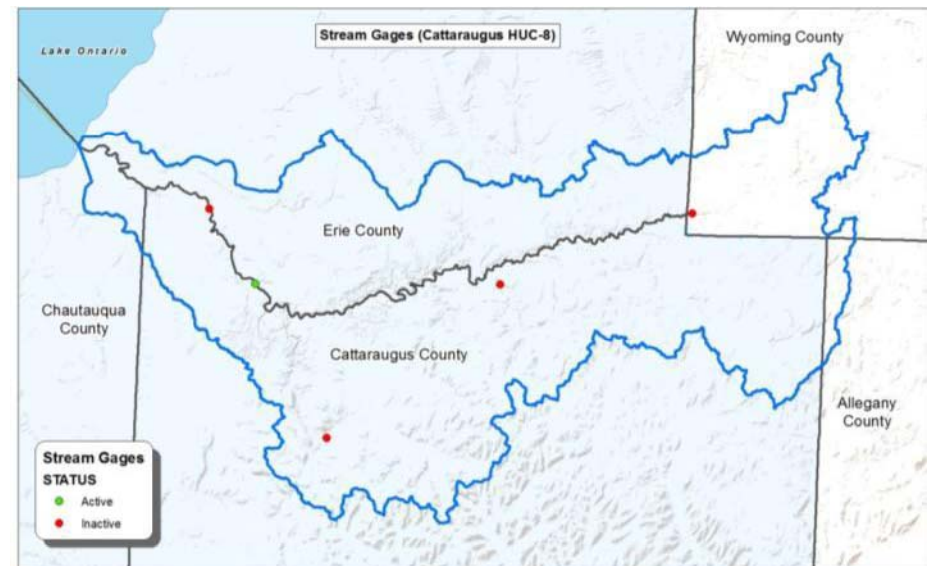 Lake Ontario
Stream Gages (Cattaraugus HUC-8)
Wyoming County
Erie County
Chautauqua
County
Cattaraugus County
Allegany
County
Stream Gages
STATUS
Active
Inactive